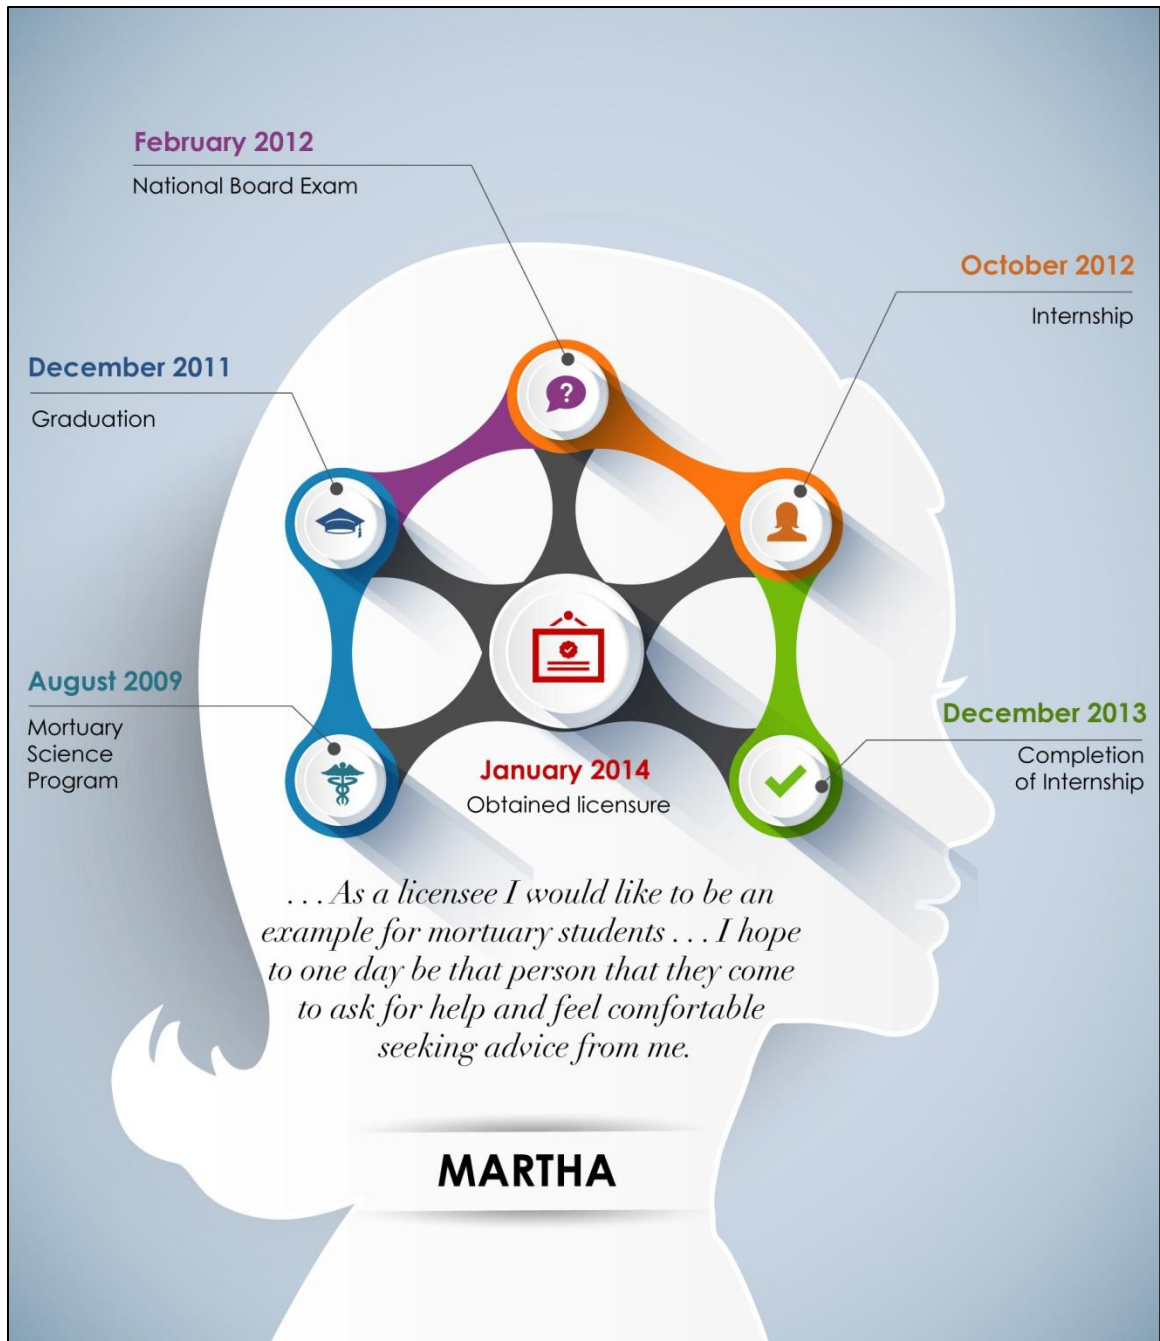 February 2012
National Board Exam
October 2012
Internship
December 2011
Graduation
?
August 2009
Mortuary
Science
Program
December 2013
Completion
of Internship
January 2014
Obtained licensure
. . . As a licensee I would like to be an
example for mortuary students . . . I hope
to one day be that person that they come
to ask for help and feel comfortable
seeking advice from me.
MARTHA